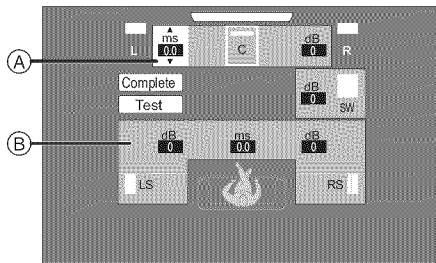 ms dB
L 0.0 C 0 R
A
Complete dB
Test 0 SW
B
dB ms dB
0 0.0 0
LS RS